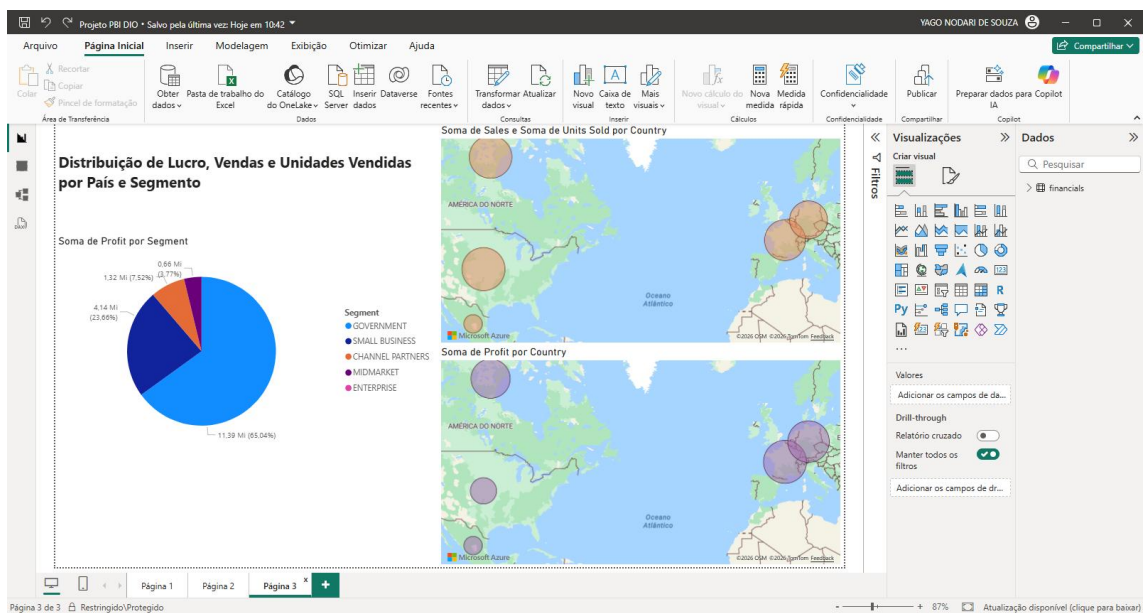 Projeto PBI DIO • Salvo pela última vez: Hoje em 10:42
YAGO NODARI DE SOUZA
Arquivo Página Inicial Inserir Modelagem Exibição Otimizar Ajuda
Compartilhar
Colar
Recortar
Copiar
Pincel de formatação
Área de Transferência
Obter dados
Pasta de trabalho do Excel
Catálogo do OneLake
SQL Server
Inserir dados
Dataverse
Fontes recentes
Dados
Transformar dados
Atualizar
Consultas
Novo visual
Caixa de texto
Mais visuais
Inserir
Novo cálculo do visual
Nova medida
Medida rápida
Cálculos
Confidencialidade
Confidencialidade
Publicar
Compartilhar
Preparar dados para IA
Copilot
Copilot
Distribuição de Lucro, Vendas e Unidades Vendidas
por País e Segmento
Soma de Profit por Segment
0,66 Mi
(3,77%)
1,32 Mi (7,52%)
4,14 Mi
(23,66%)
11,39 Mi (65,04%)
Segment
GOVERNMENT
SMALL BUSINESS
CHANNEL PARTNERS
MIDMARKET
ENTERPRISE
Soma de Sales e Soma de Units Sold por Country
AMÉRICA DO NORTE
Oceano
Atlântico
Microsoft Azure
©2026 OSM ©2026 TomTom Feedback
Soma de Profit por Country
AMÉRICA DO NORTE
Oceano
Atlântico
Microsoft Azure
©2026 OSM ©2026 TomTom Feedback
Filtros
Visualizações
Criar visual
123
R
Py
...
Valores
Adicionar os campos de da...
Drill-through
Relatório cruzado
Manter todos os
filtros
Adicionar os campos de dr...
Dados
Pesquisar
financials
Página 1 Página 2 Página 3
Página 3 de 3 Restringido\Protegido
87% Atualização disponível (clique para baixar)